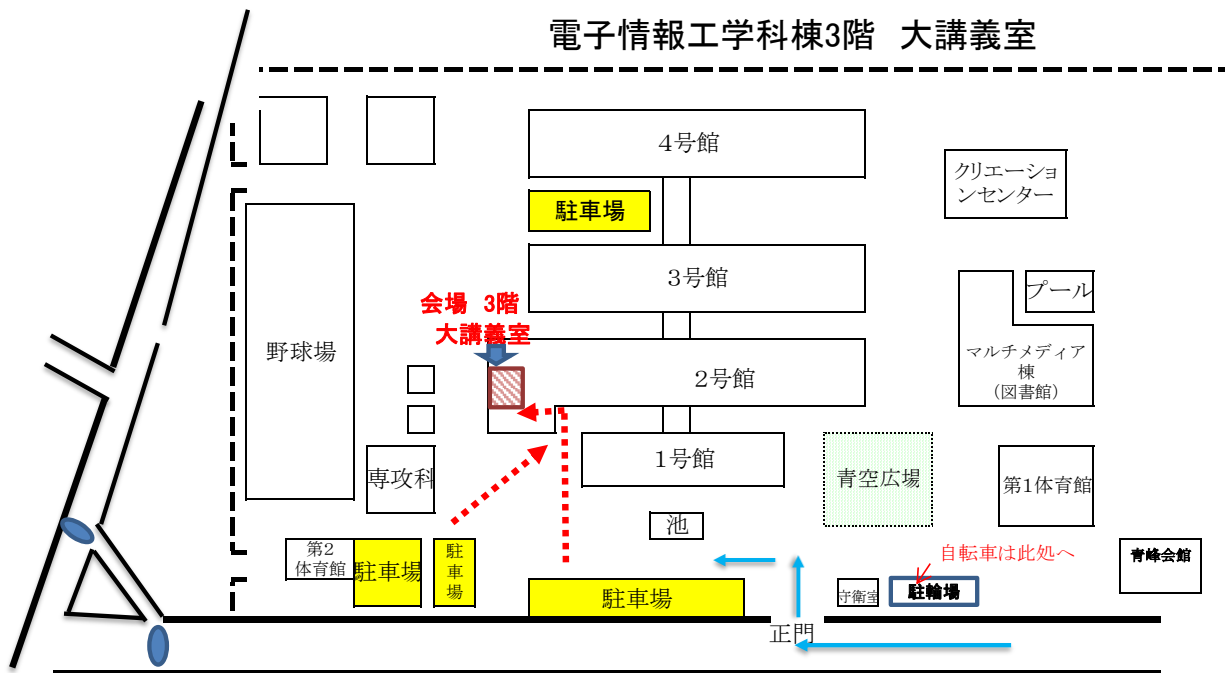 電子情報工学科棟3階 大講義室
4号館
クリエーショ
ンセンター
駐車場
3号館
プール
会場 3階
大講義室
野球場
2号館
マルチメディア
棟
(図書館)
1号館
専攻科
青空広場
第1体育館
池
第2
体育館
駐車場
駐
車
場
自転車は此処へ
青峰会館
駐車場
守衛室
駐輪場
正門